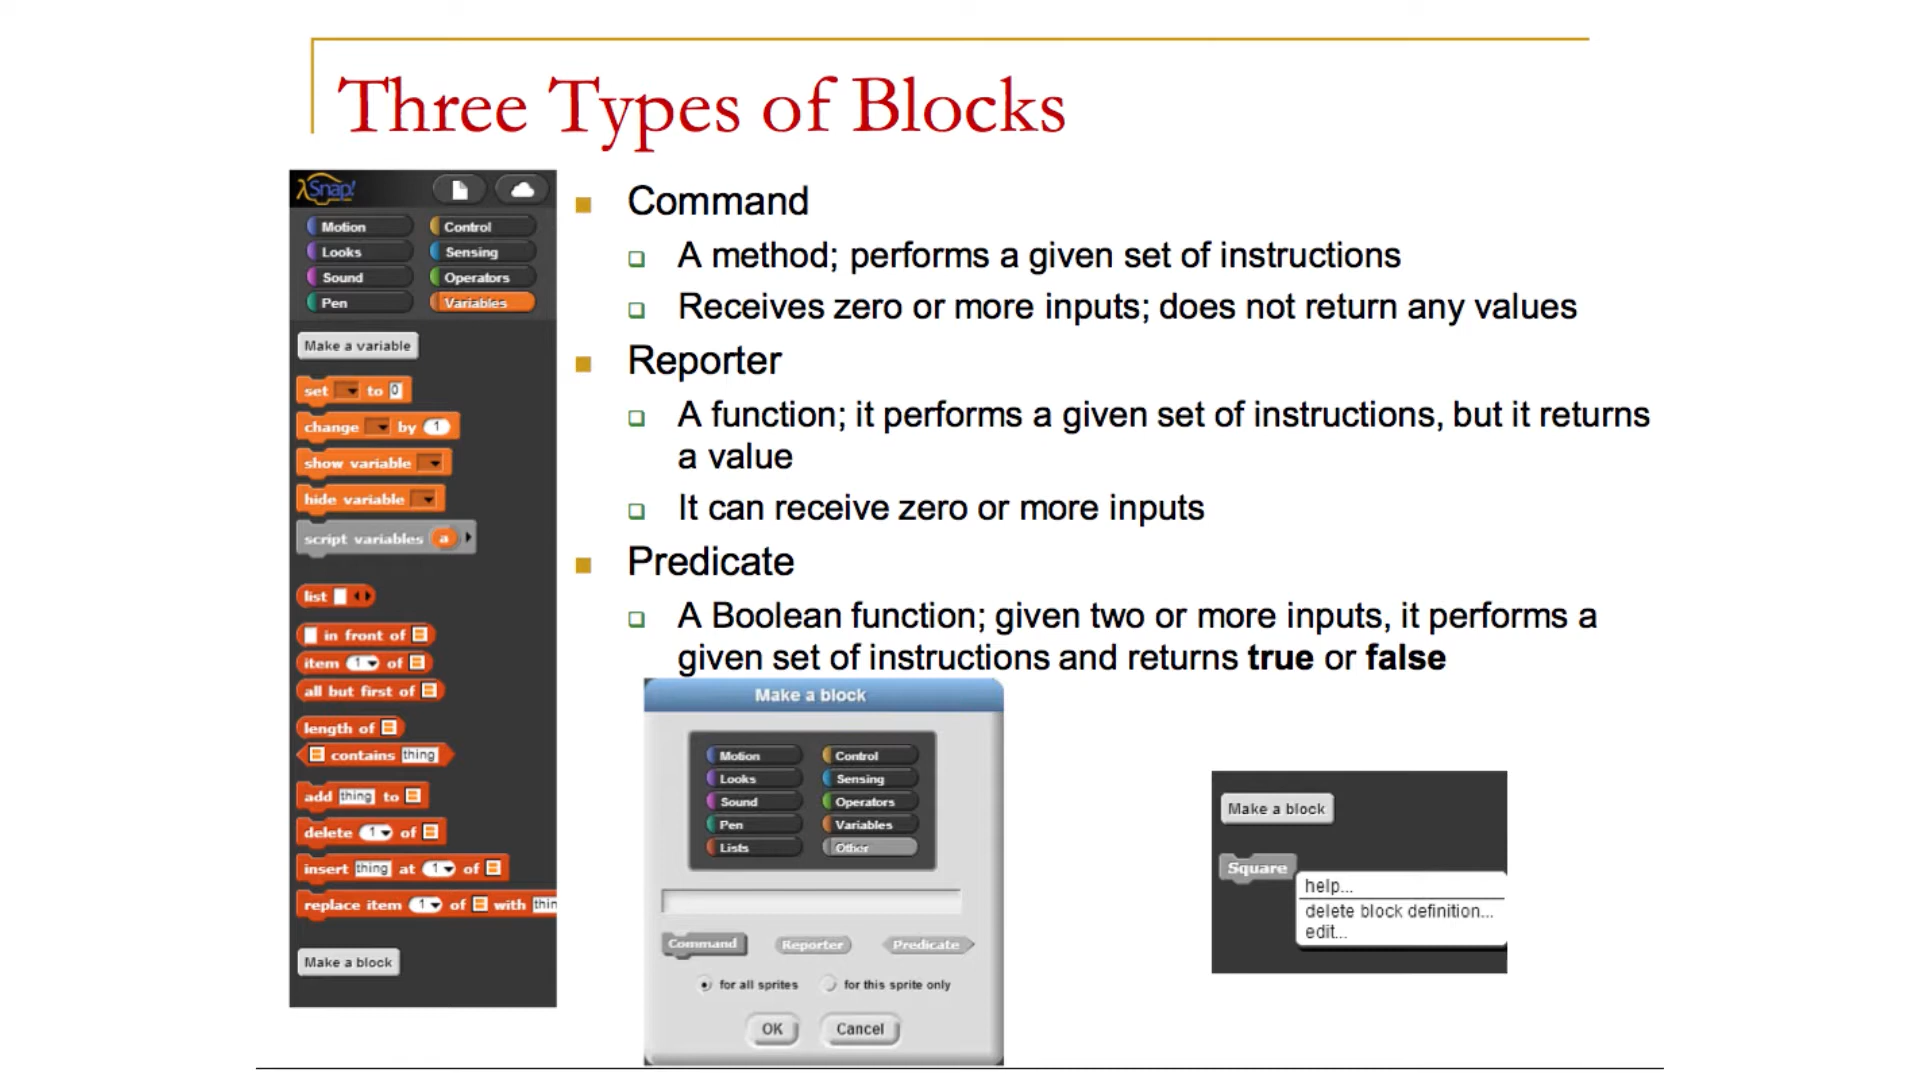 Three Types of Blocks
λSnap!
Motion Control
Looks Sensing
Sound Operators
Pen Variables
Make a variable
set to 0
change by 1
show variable
hide variable
script variables a
list
in front of
item 1 of
all but first of
length of
contains thing
add thing to
delete 1 of
insert thing at 1 of
replace item 1 of with thin
Make a block
Command
A method; performs a given set of instructions
Receives zero or more inputs; does not return any values
Reporter
A function; it performs a given set of instructions, but it returns
a value
It can receive zero or more inputs
Predicate
A Boolean function; given two or more inputs, it performs a
given set of instructions and returns true or false
Make a block
Motion Control
Looks Sensing
Sound Operators
Pen Variables
Lists Other
Command Reporter Predicate
for all sprites for this sprite only
OK Cancel
Make a block
Square
help...
delete block definition...
edit...